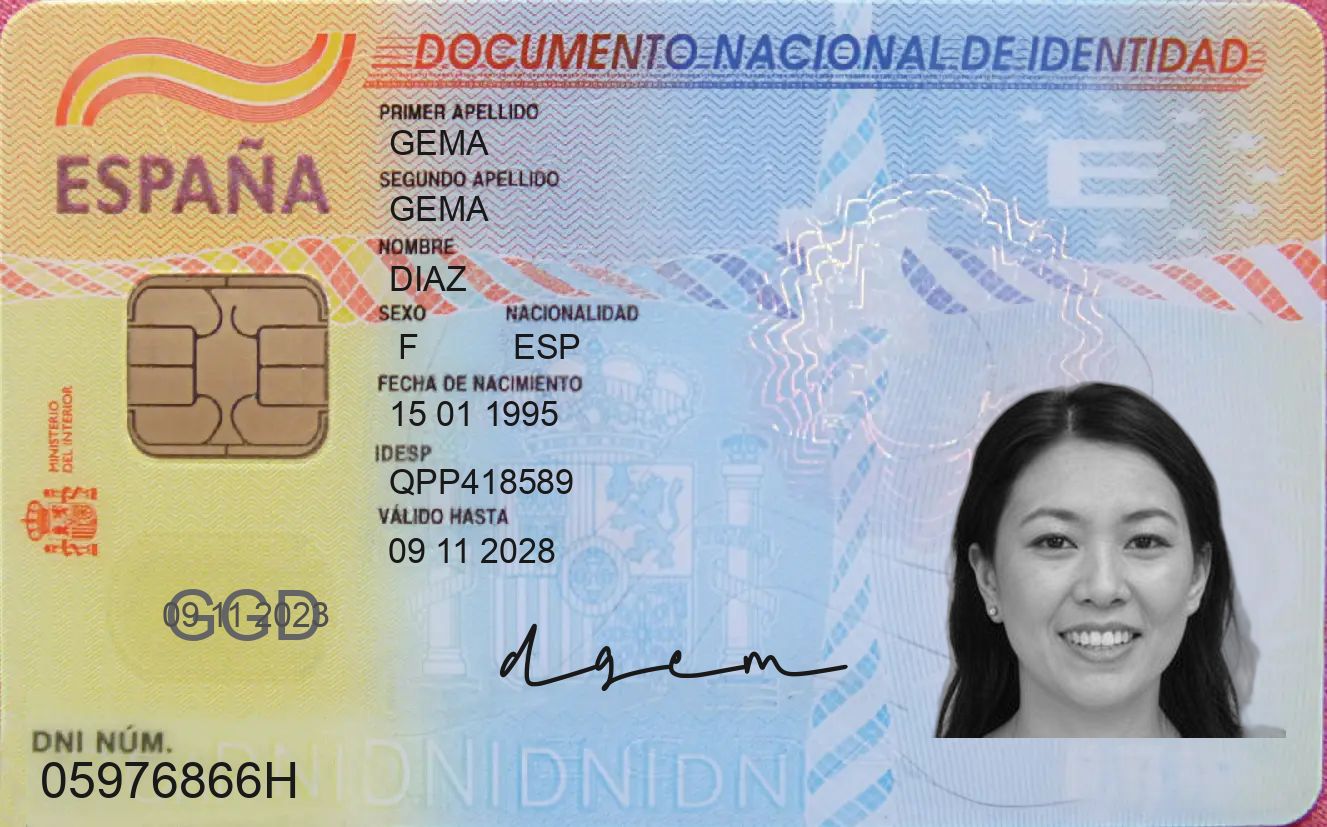 DOCUMENTO NACIONAL DE IDENTIDAD
ESPAÑA
PRIMER APELLIDO
GEMA
SEGUNDO APELLIDO
GEMA
NOMBRE
DIAZ
SEXO NACIONALIDAD
F ESP
FECHA DE NACIMIENTO
15 01 1995
IDESP
QPP418589
VÁLIDO HASTA
09 11 2028
MINISTERIO
DEL INTERIOR
E
GGD
09-11-2023
dgem
DNI NÚM.
05976866H
DNIDNIDNIDNI